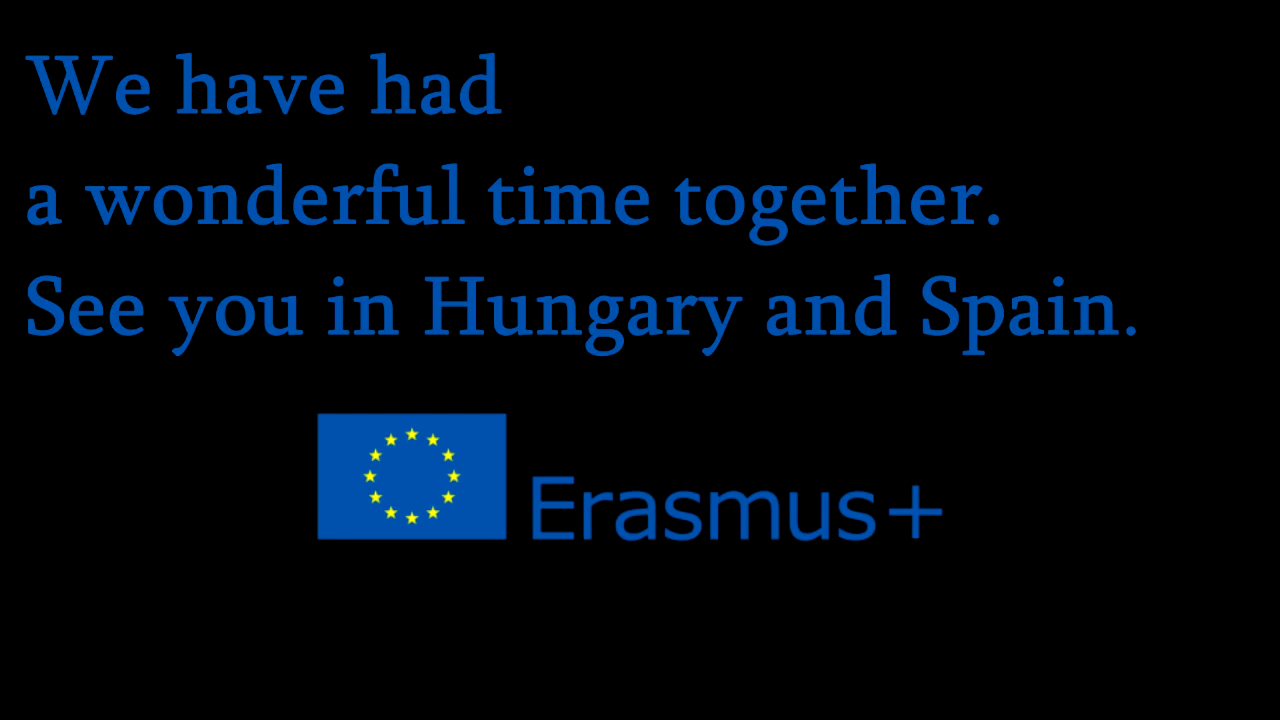 We have had
a wonderful time together.
See you in Hungary and Spain.
Erasmus+